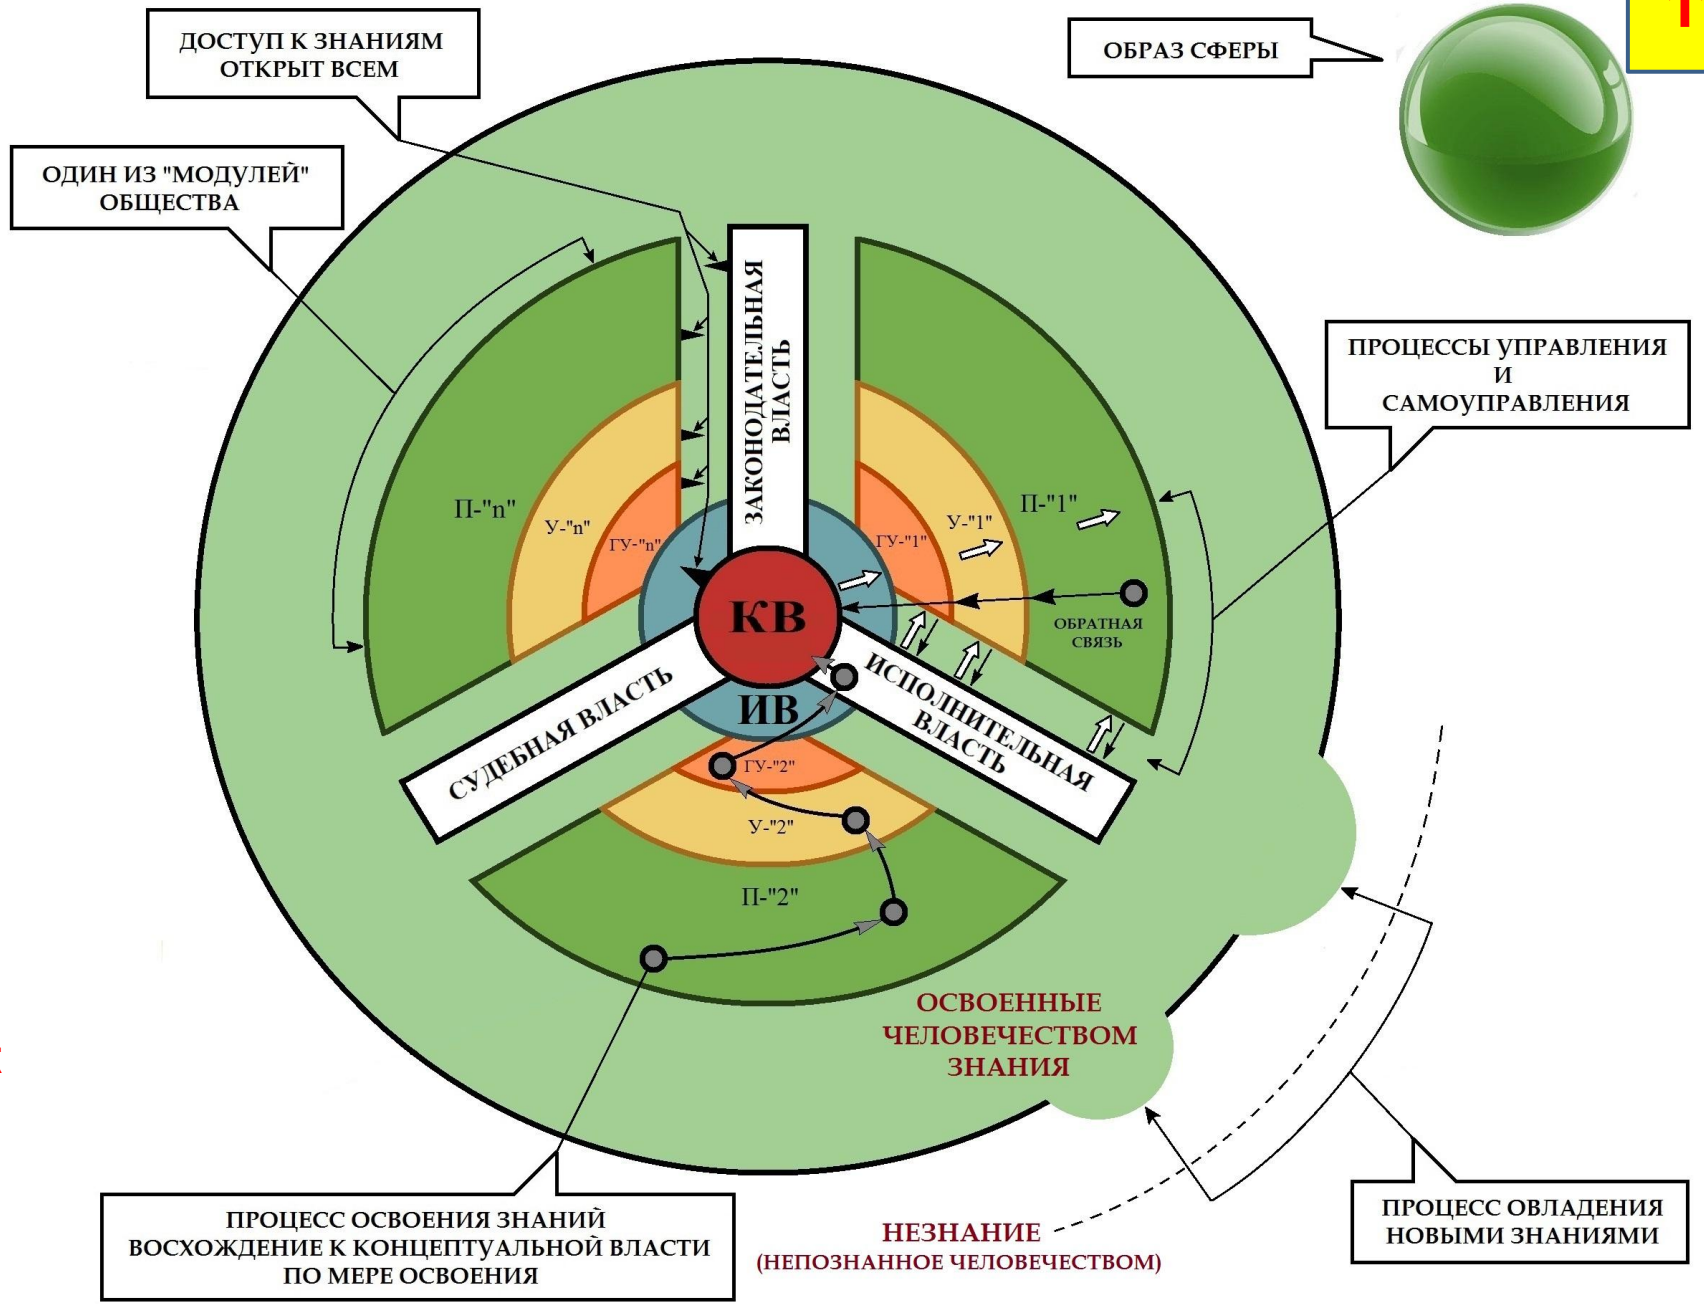 ДОСТУП К ЗНАНИЯМ
ОТКРЫТ ВСЕМ
ОБРАЗ СФЕРЫ
ОДИН ИЗ "МОДУЛЕЙ"
ОБЩЕСТВА
ЗАКОНОДАТЕЛЬНАЯ
ВЛАСТЬ
ПРОЦЕССЫ УПРАВЛЕНИЯ
И
САМОУПРАВЛЕНИЯ
П-"n"
У-"n"
ГУ-"n"
ГУ-"1"
У-"1"
П-"1"
КВ
ОБРАТНАЯ
СВЯЗЬ
ИВ
СУДЕБНАЯ ВЛАСТЬ
ИСПОЛНИТЕЛЬНАЯ
ВЛАСТЬ
ГУ-"2"
У-"2"
П-"2"
ОСВОЕННЫЕ
ЧЕЛОВЕЧЕСТВОМ
ЗНАНИЯ
ПРОЦЕСС ОСВОЕНИЯ ЗНАНИЙ
ВОСХОЖДЕНИЕ К КОНЦЕПТУАЛЬНОЙ ВЛАСТИ
ПО МЕРЕ ОСВОЕНИЯ
НЕЗНАНИЕ
(НЕПОЗНАННОЕ ЧЕЛОВЕЧЕСТВОМ)
ПРОЦЕСС ОВЛАДЕНИЯ
НОВЫМИ ЗНАНИЯМИ